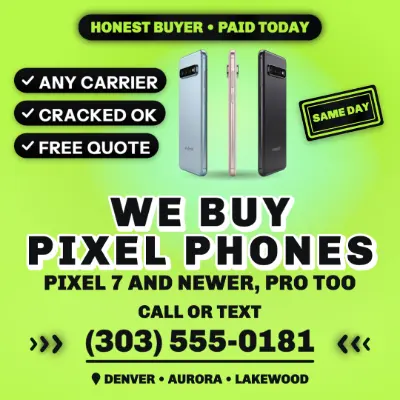 HONEST BUYER • PAID TODAY
ANY CARRIER
CRACKED OK
FREE QUOTE
SAME DAY
WE BUY
PIXEL PHONES
PIXEL 7 AND NEWER, PRO TOO
CALL OR TEXT
(303) 555-0181
DENVER • AURORA • LAKEWOOD